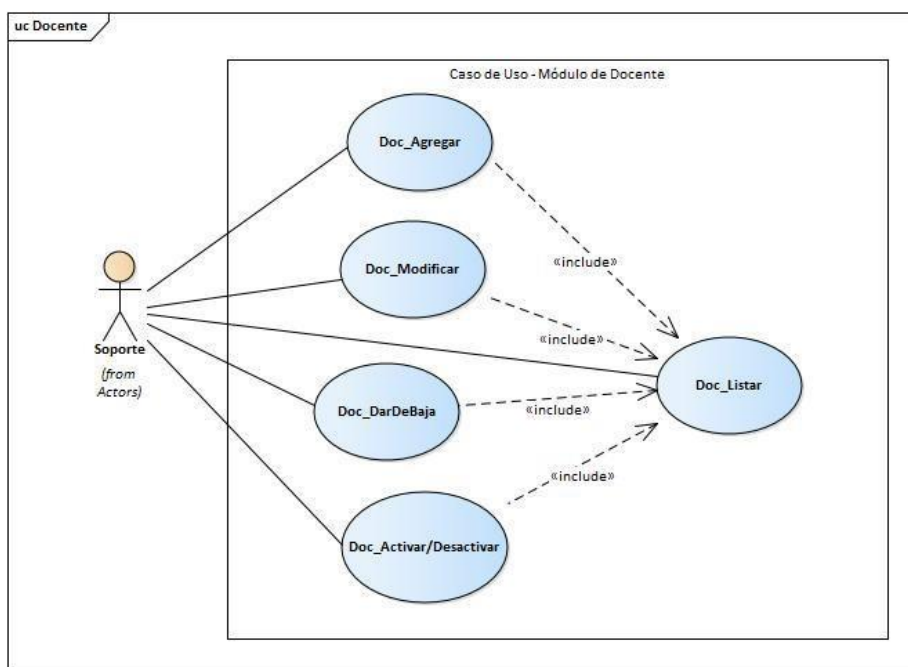 uc Docente
Caso de Uso - Módulo de Docente
Doc_Agregar
«include»
Doc_Modificar
«include»
Soporte
(from
Actors)
Doc_Listar
Doc_DarDeBaja
«include»
«include»
Doc_Activar/Desactivar